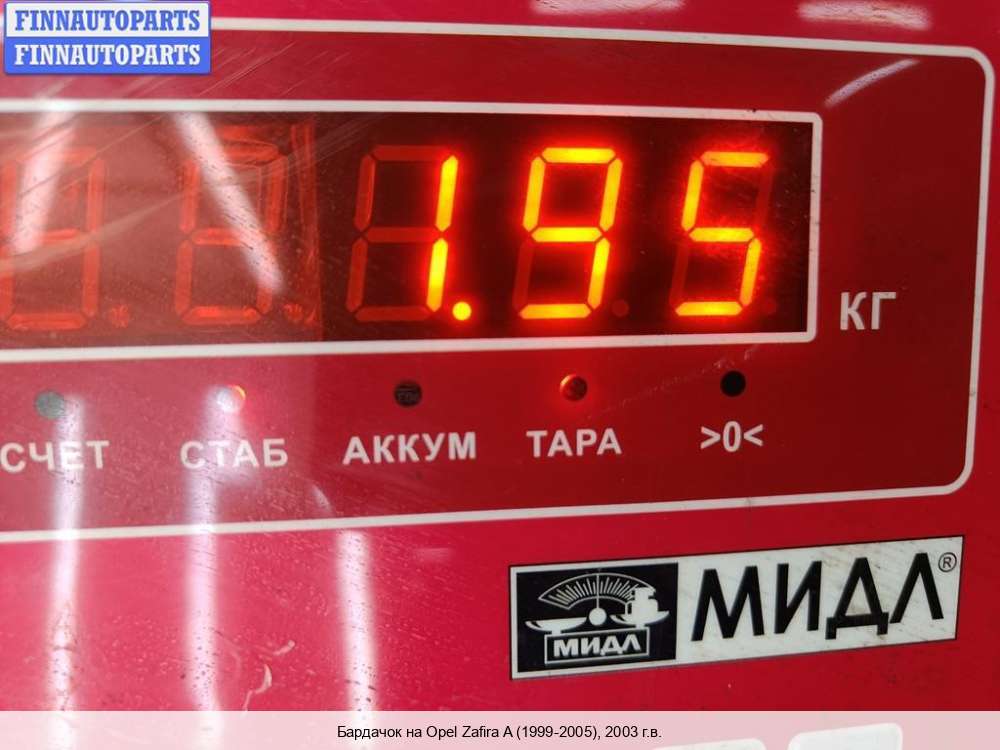 FINNAUTOPARTS
FINNAUTOPARTS
1.95
КГ
СЧЕТ СТАБ АККУМ ТАРА >0<
МИДЛ МИДЛ®
Бардачок на Opel Zafira A (1999-2005), 2003 г.в.